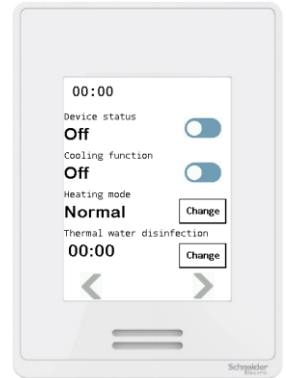 00:00
Device status
Off
Cooling function
Off
Heating mode
Normal
Change
Thermal water disinfection
00:00
Change
Schneider
Electric